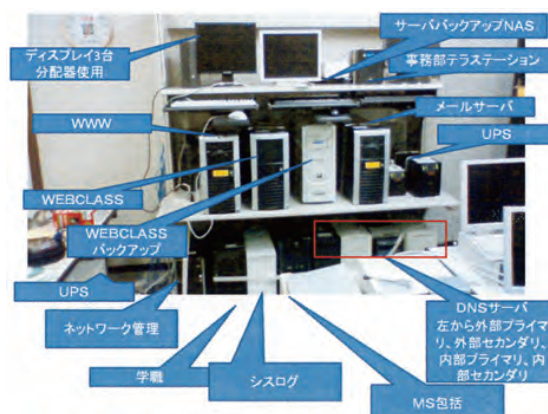 サーババックアップNAS
ディスプレイ3台
分配器使用
事務部テラステーション
メールサーバ
WWW
UPS
WEBCLASS
WEBCLASS
バックアップ
UPS
DNSサーバ
左から外部プライマ
リ、外部セカンダリ、
内部プライマリ、内
部セカンダリ
ネットワーク管理
学職
シスログ
MS包括